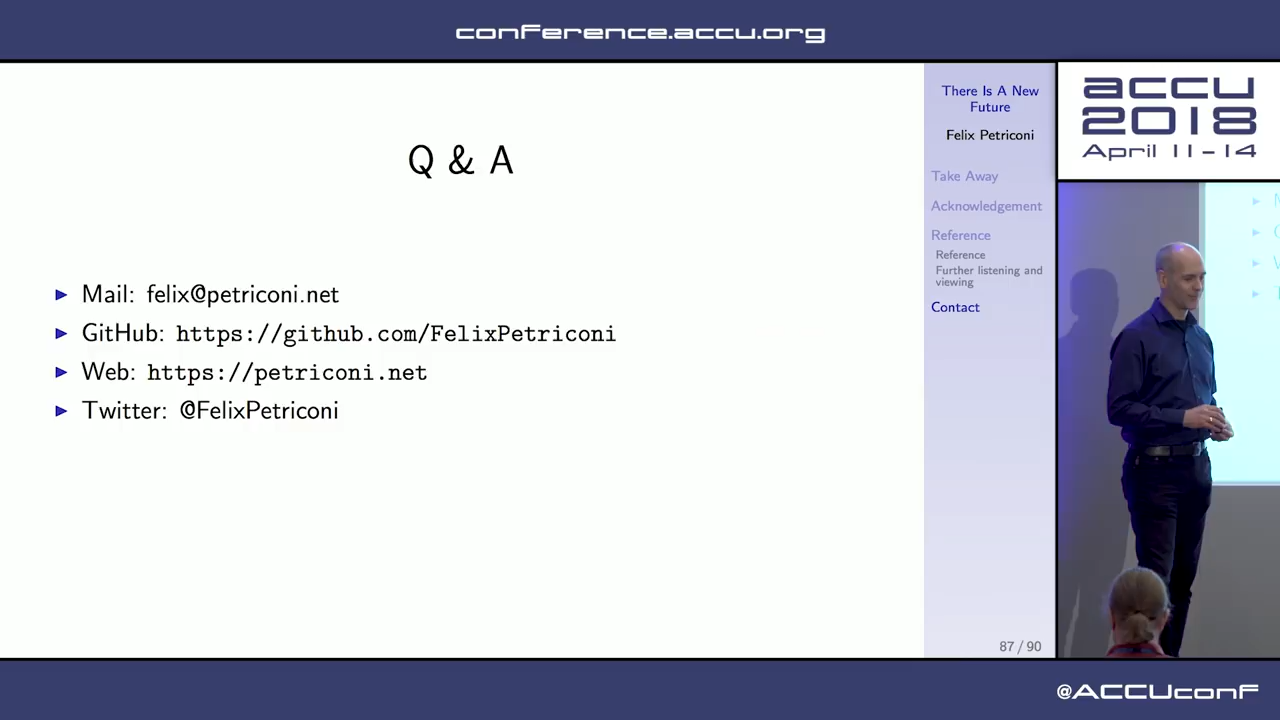 conference.accu.org
Q & A
Mail: felix@petriconi.net
GitHub: https://github.com/FelixPetriconi
Web: https://petriconi.net
Twitter: @FelixPetriconi
There Is A New
Future
Felix Petriconi
Take Away
Acknowledgement
Reference
Reference
Further listening and
viewing
Contact
87 / 90
accu
2018
April 11-14
@ACCUconf